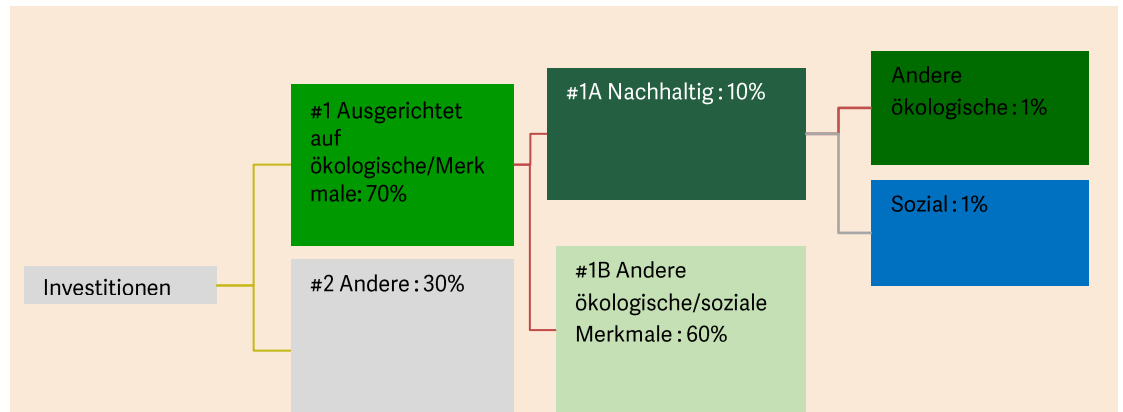 Investitionen
#1 Ausgerichtet
auf
ökologische/Merk
male: 70%
#2 Andere : 30%
#1A Nachhaltig : 10%
#1B Andere
ökologische/soziale
Merkmale : 60%
Andere
ökologische : 1%
Sozial : 1%